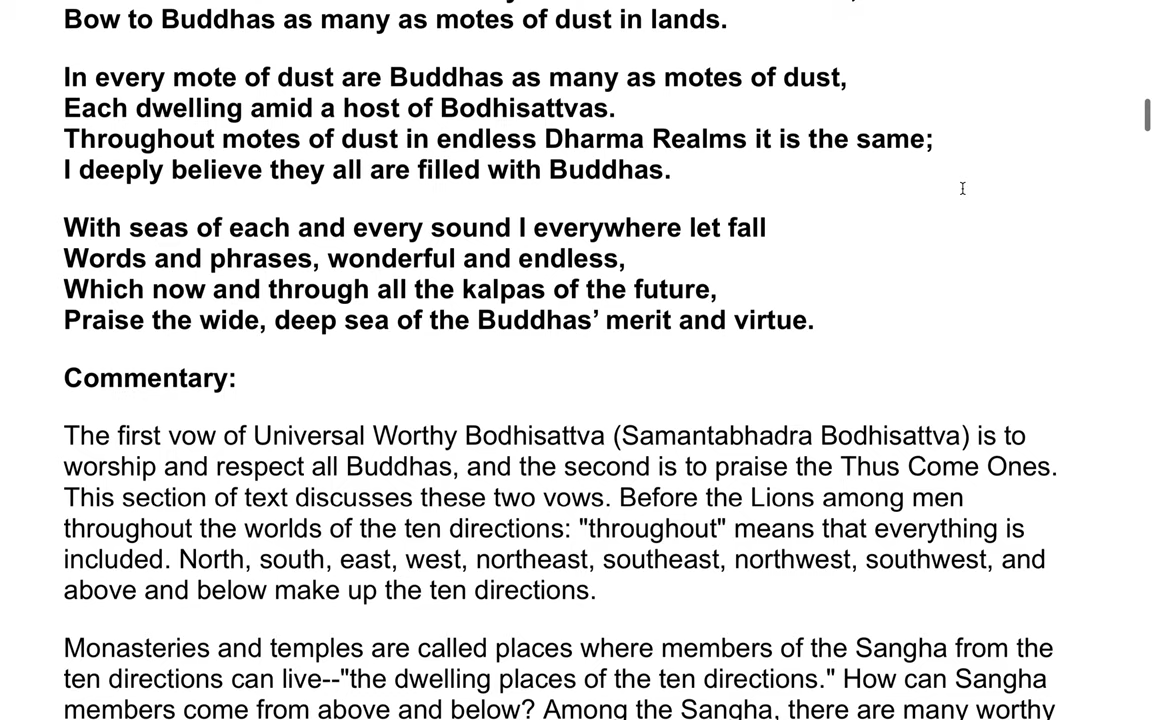 Bow to Buddhas as many as motes of dust in lands.
In every mote of dust are Buddhas as many as motes of dust,
Each dwelling amid a host of Bodhisattvas.
Throughout motes of dust in endless Dharma Realms it is the same;
I deeply believe they all are filled with Buddhas.
With seas of each and every sound I everywhere let fall
Words and phrases, wonderful and endless,
Which now and through all the kalpas of the future,
Praise the wide, deep sea of the Buddhas’ merit and virtue.
Commentary:
The first vow of Universal Worthy Bodhisattva (Samantabhadra Bodhisattva) is to
worship and respect all Buddhas, and the second is to praise the Thus Come Ones.
This section of text discusses these two vows. Before the Lions among men
throughout the worlds of the ten directions: "throughout" means that everything is
included. North, south, east, west, northeast, southeast, northwest, southwest, and
above and below make up the ten directions.
Monasteries and temples are called places where members of the Sangha from the
ten directions can live--"the dwelling places of the ten directions." How can Sangha
members come from above and below? Among the Sangha, there are many worthy